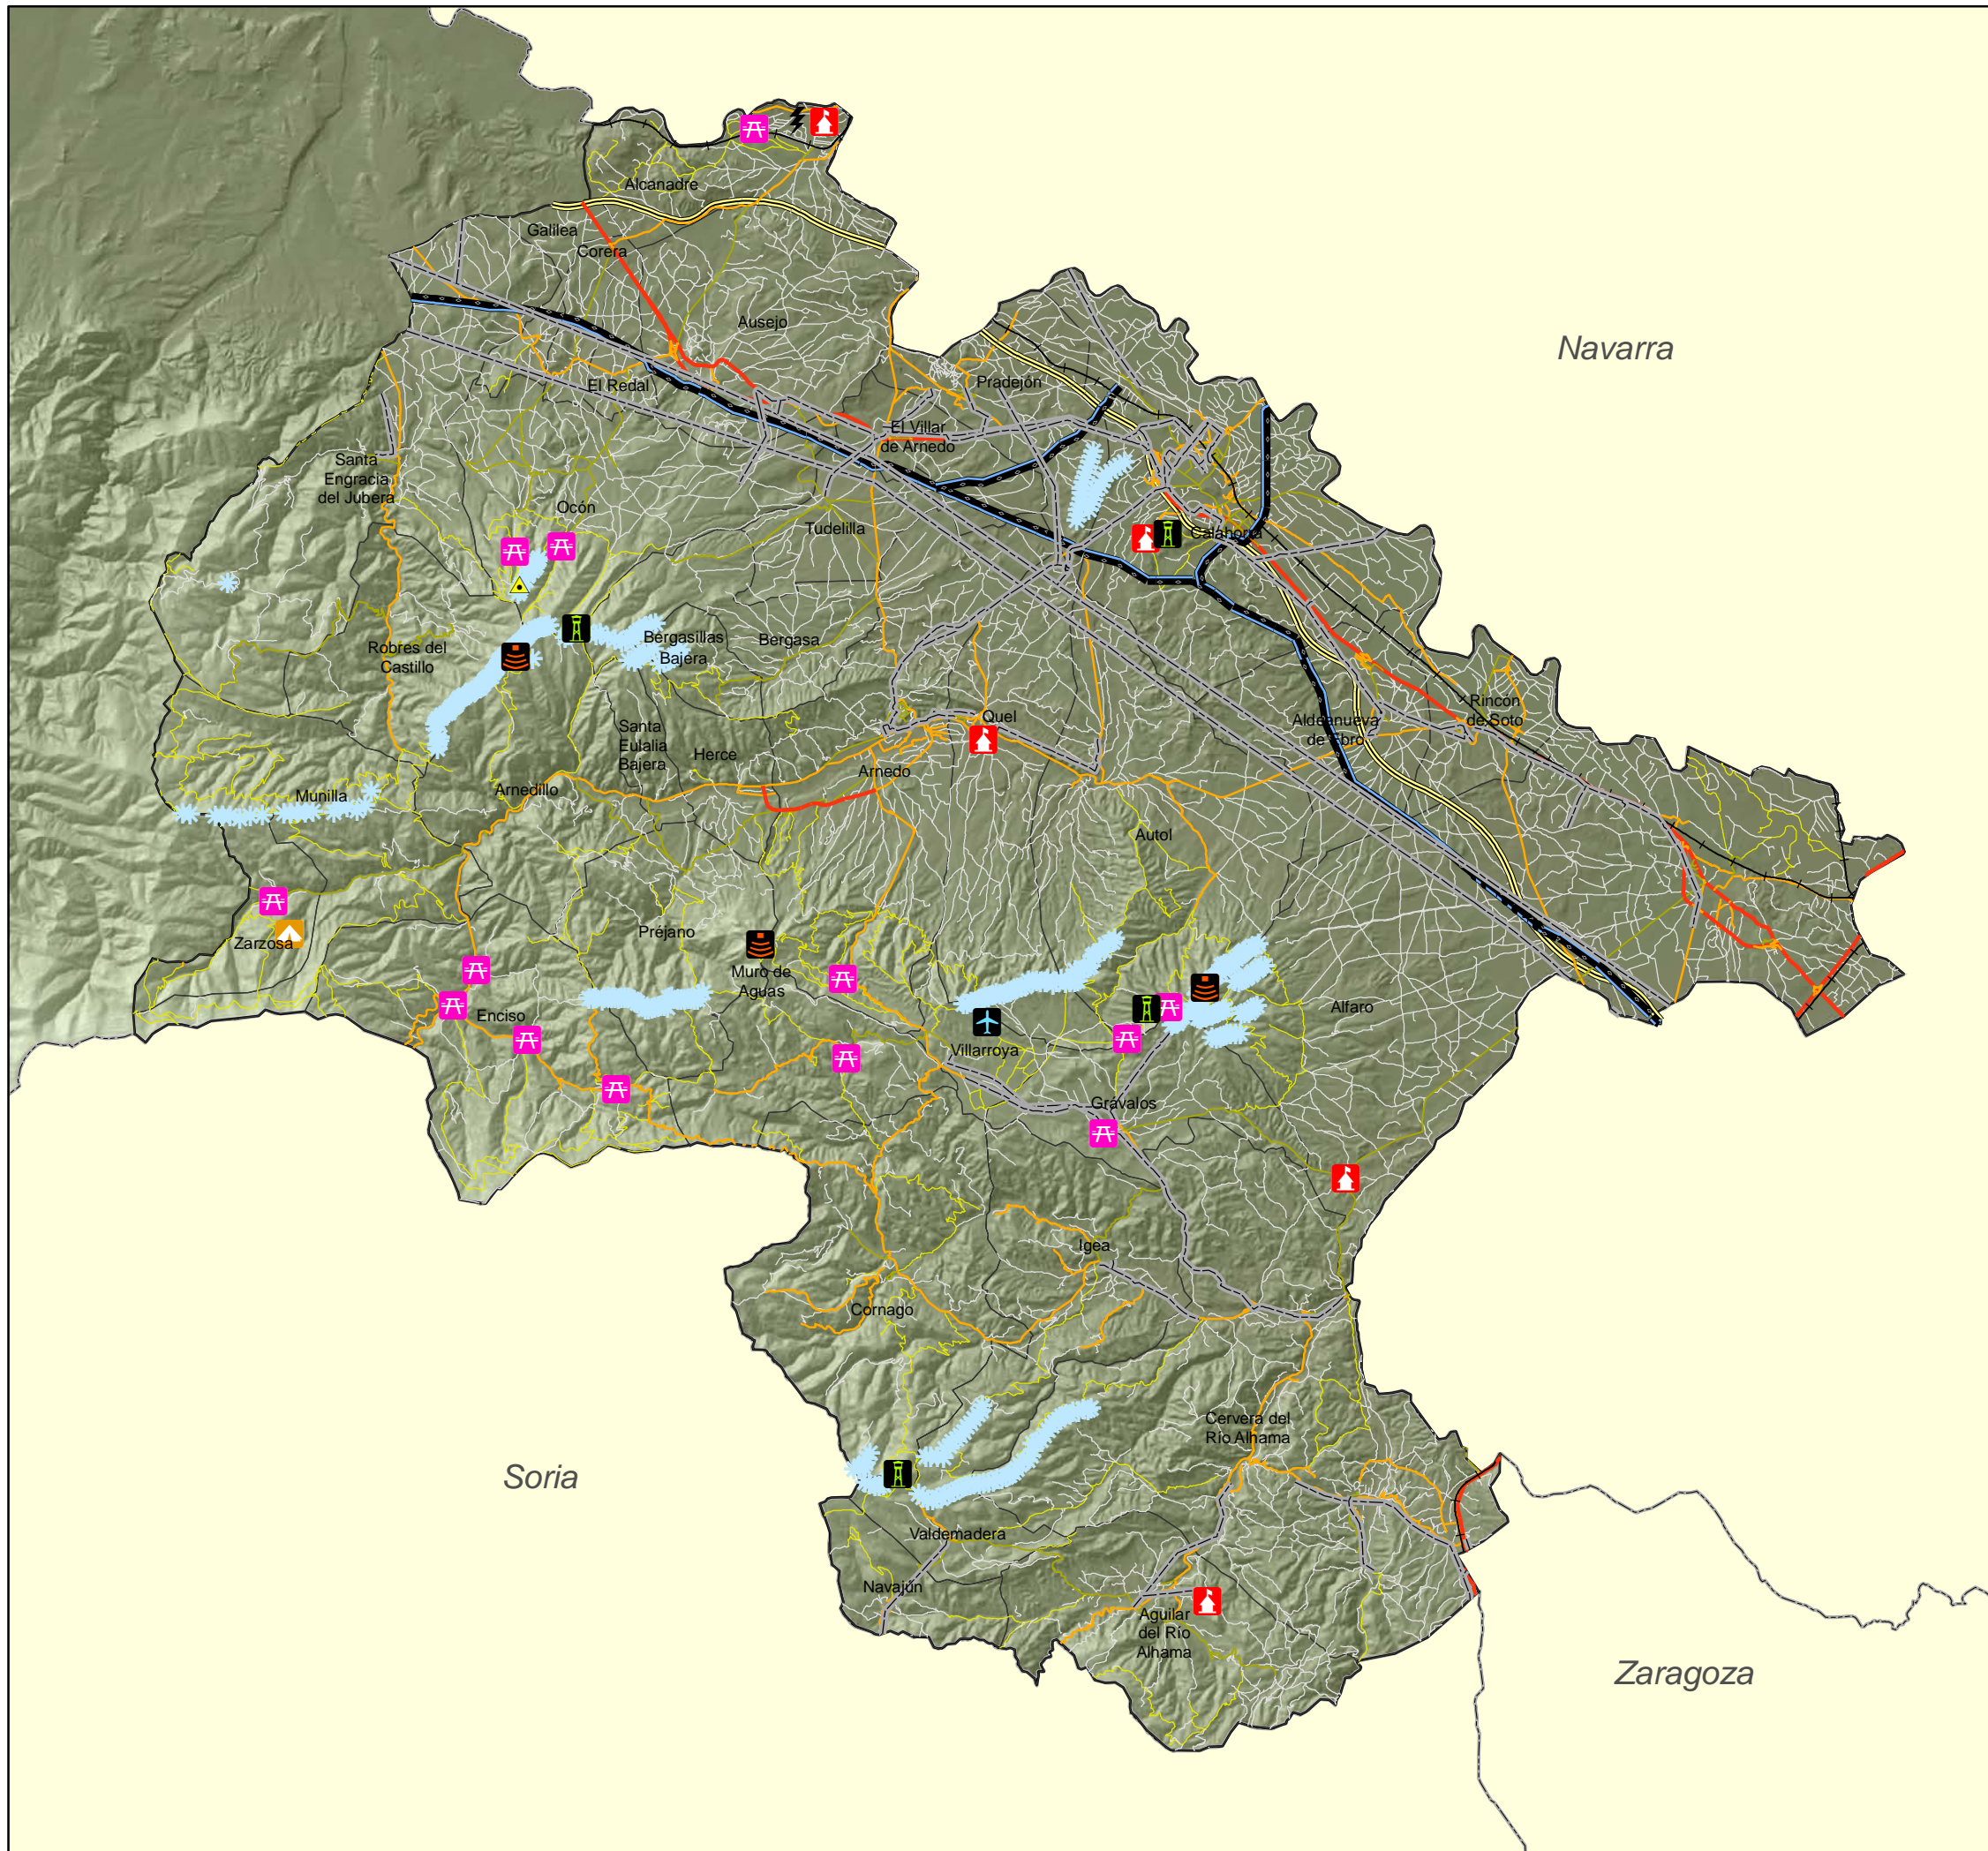 Alcanadre
Galilea
Corera
Ausejo
Navarra
El Redal
Pradejón
El Villar
de Arnedo
Santa
Engracia
del Jubera
Ocón
Tudelilla
Calahorra
Robres del
Castillo
Bergasillas
Bajera
Bergasa
Santa
Eulalia
Bajera
Herce
Quel
Aldeanueva
de Ebro
Rincón
de Soto
Arnedo
Munilla
Arnedillo
Autol
Zarzosa
Préjano
Muro de
Aguas
Enciso
Villarroya
Alfaro
Grávalos
Igea
Cornago
Cervera del
Río Alhama
Soria
Valdemadera
Navajún
Aguilar
del Río
Alhama
Zaragoza